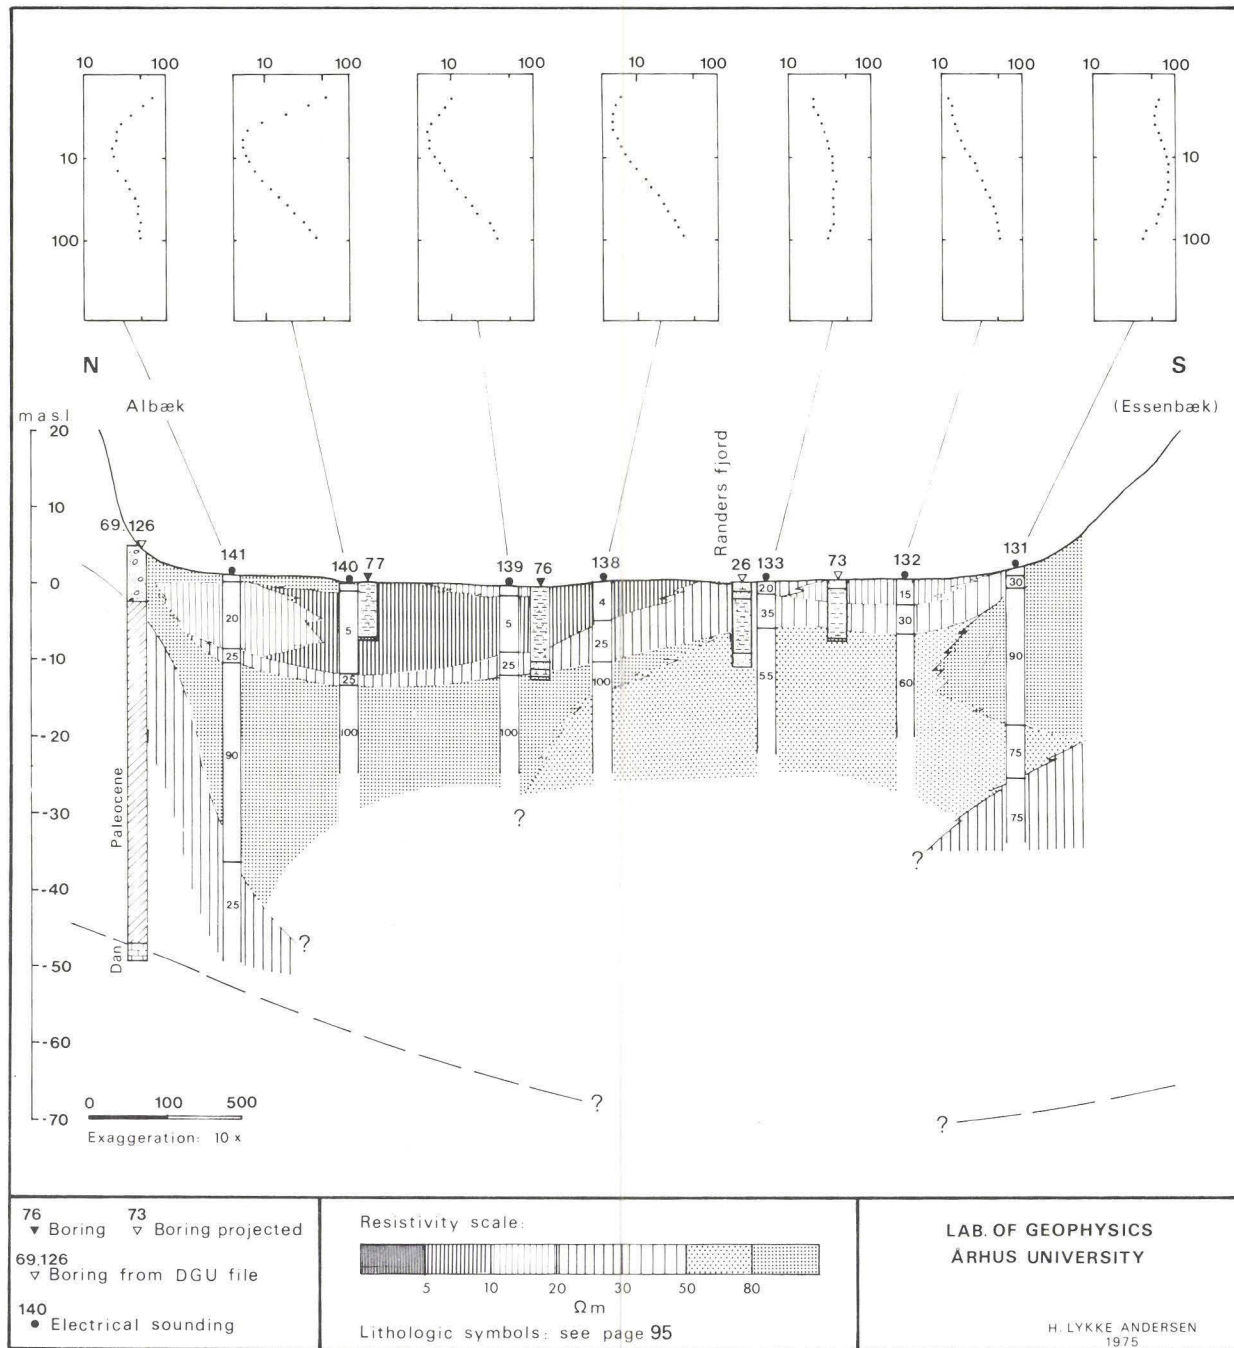 10 100 10 100 10 100 10 100 10 100 10 100 10 100
10 10
100 100
N S
Albæk (Essenbæk)
m a s l
20
10
0
-10
-20
-30
-40
-50
-60
-70
Randers fjord
69.126 141 140 77 139 76 138 26 133 73 132 131
Paleocene
Dan
20
25
90
25
5
25
100
5
25
100
4
25
100
20
35
55
15
30
60
30
90
75
75
?
?
?
?
?
0 100 500
Exaggeration: 10 x
76 73
Boring Boring projected
69.126
Boring from DGU file
140
Electrical sounding
Resistivity scale:
5 10 20 30 50 80
Ωm
Lithologic symbols: see page 95
LAB. OF GEOPHYSICS
ÅRHUS UNIVERSITY
H. LYKKE ANDERSEN
1975